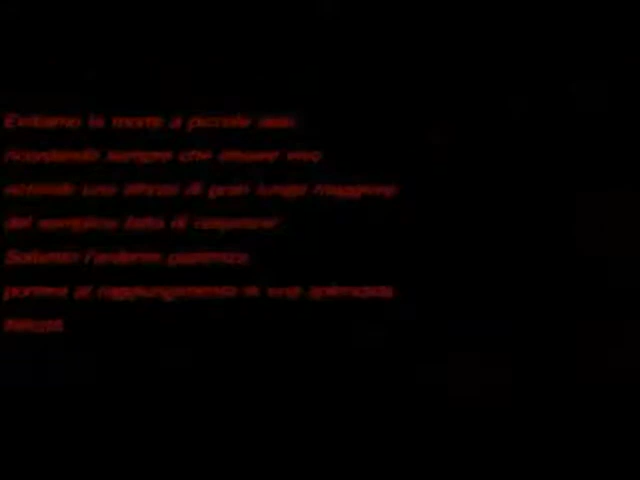 Evitiamo la morte a piccole dosi
ricordando sempre che essere vivo
richiede uno sforzo di gran lunga maggiore
del semplice fatto di respirare.
Soltanto l'ardente pazienza
porterà al raggiungimento di una splendida
felicità.